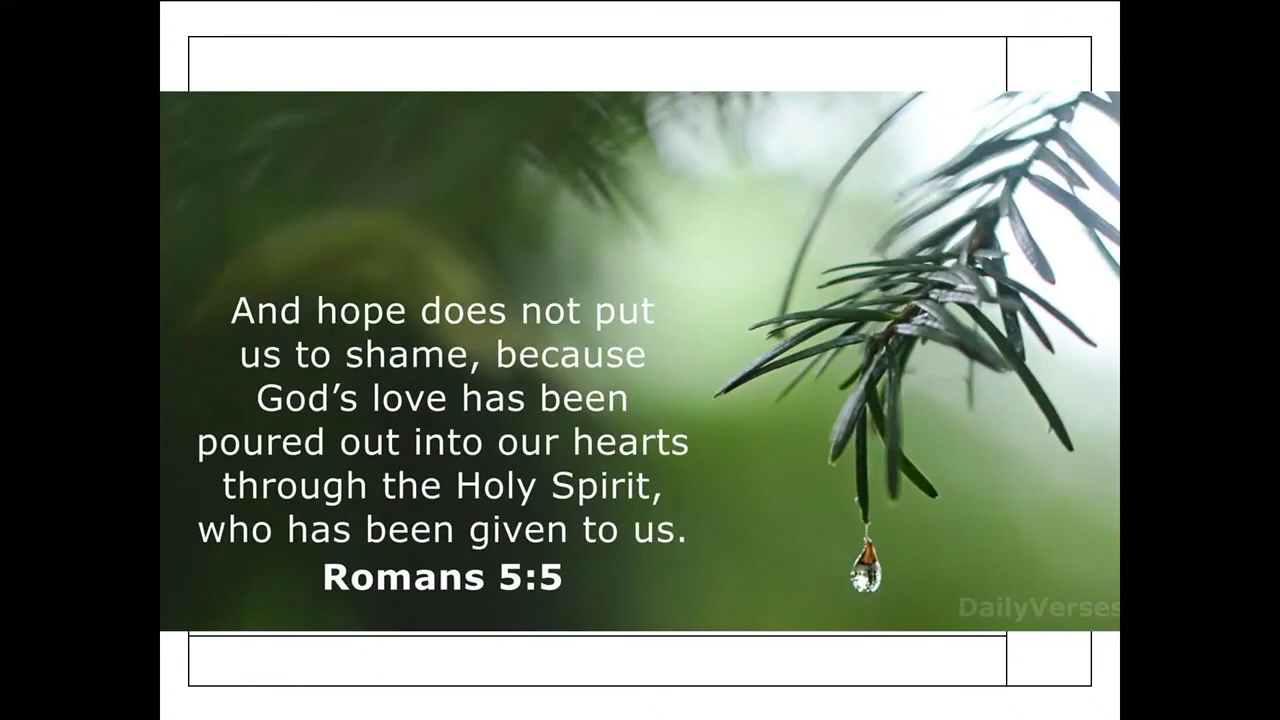 And hope does not put
us to shame, because
God’s love has been
poured out into our hearts
through the Holy Spirit,
who has been given to us.
Romans 5:5
DailyVerses